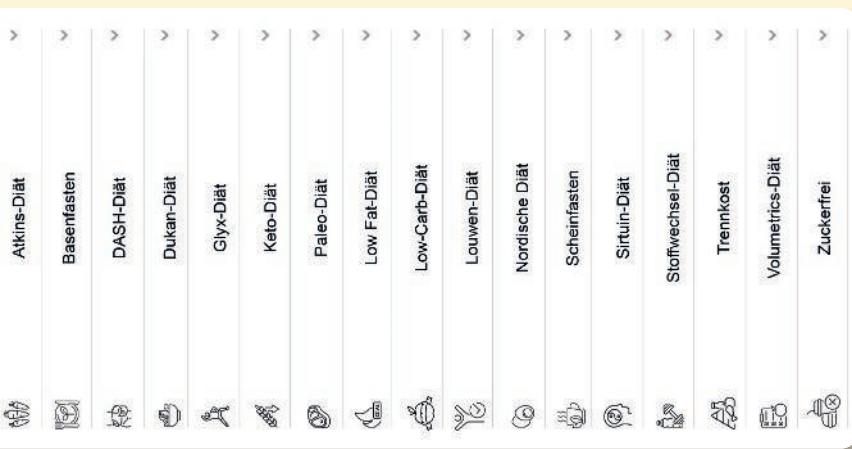 Atkins-Diät
Basenfasten
DASH-Diät
Dukan-Diät
Glyx-Diät
Keto-Diät
Paleo-Diät
Low Fat-Diät
Low-Carb-Diät
Louwen-Diät
Nordische Diät
Scheinfasten
Sirtuin-Diät
Stoffwechsel-Diät
Trennkost
Volumetrics-Diät
Zuckerfrei